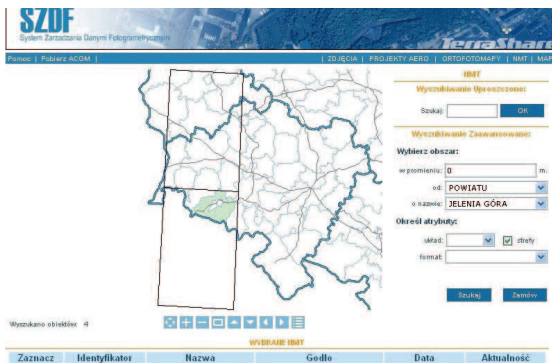 SZDF
System Zarządzania Danymi Fotogrametrycznymi
TerraShare
Pomoc | Pobierz ACGM | | ZDJĘCIA | PROJEKTY AERO | ORTOFOTOMAPY | NMT | MAP
NMT
Wyszukiwanie Uproszczone:
Szukaj: OK
Wyszukiwanie Zaawansowane:
Wybierz obszar:
w promieniu: 0 m.
od: POWIATU
o nazwie: JELENIA GÓRA
Określ atrybuty:
układ: strefy
format:
Szukaj Zamów
Wyszukano obiektów: 4
WYBRANE NMT
Zaznacz Identyfikator Nazwa Godło Data Aktualność